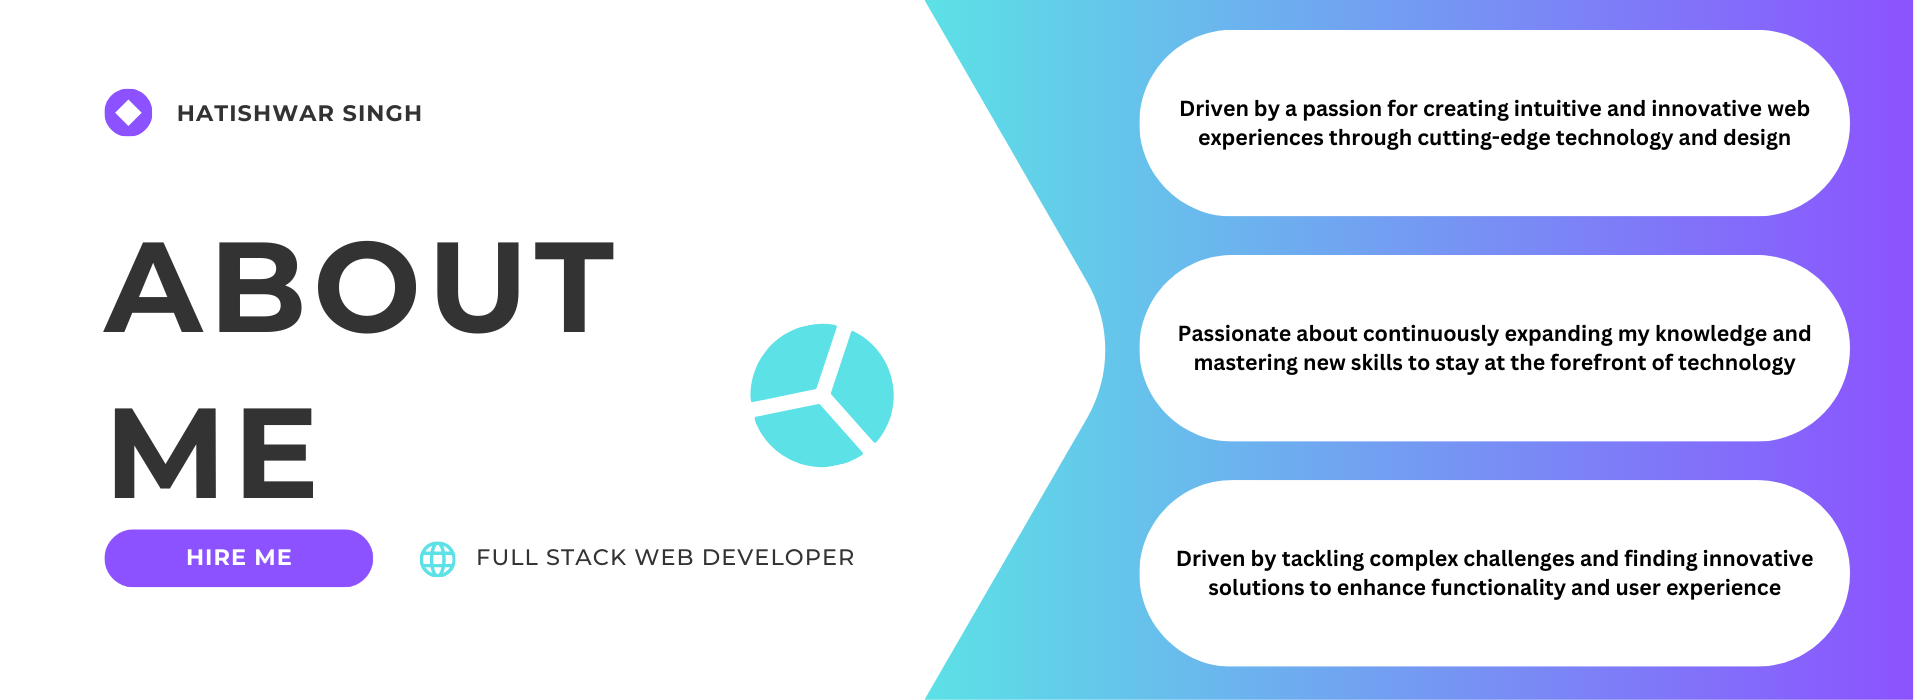 HATISHWAR SINGH
ABOUT
ME
HIRE ME
FULL STACK WEB DEVELOPER
Driven by a passion for creating intuitive and innovative web
experiences through cutting-edge technology and design
Passionate about continuously expanding my knowledge and
mastering new skills to stay at the forefront of technology
Driven by tackling complex challenges and finding innovative
solutions to enhance functionality and user experience